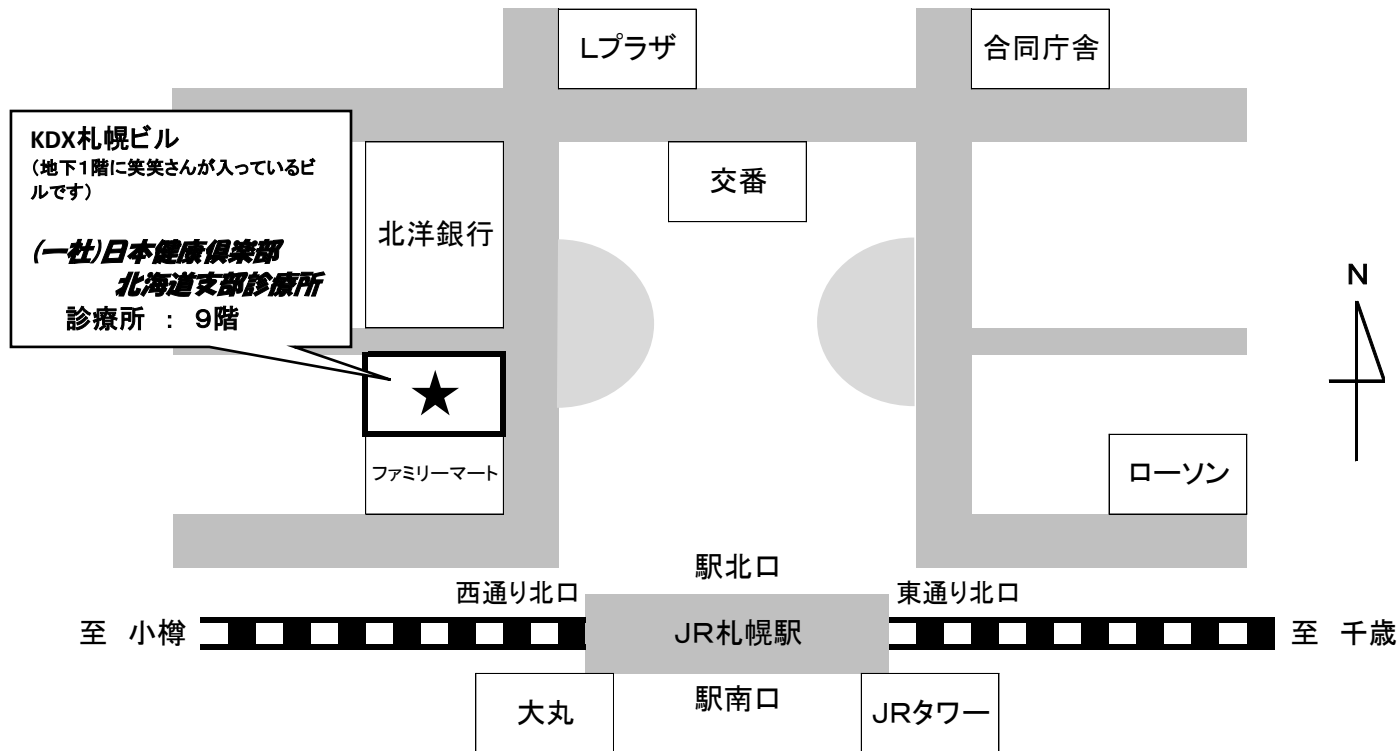 Lプラザ
合同庁舎
KDX札幌ビル
(地下1階に笑笑さんが入っているビ
ルです)
(一社)日本健康倶楽部
北海道支部診療所
診療所 : 9階
交番
北洋銀行
N
★
ファミリーマート
ローソン
駅北口
西通り北口
東通り北口
至 小樽
JR札幌駅
至 千歳
駅南口
大丸
JRタワー